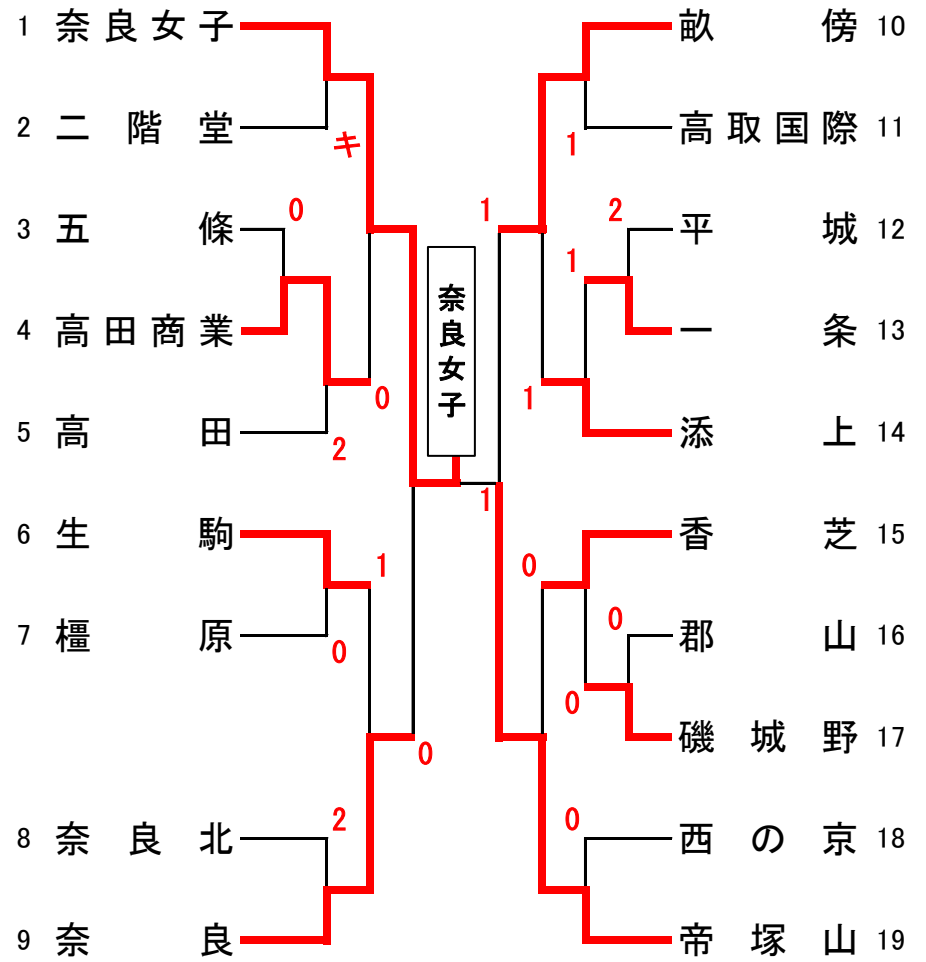 1 奈良女子
2 二階堂
3 五條
4 高田商業
5 高田
6 生駒
7 橿原
8 奈良北
9 奈良
キ
0
0
2
1
0
2
0
奈良女子
1
1
2
1
1
1
0
0
0
0
畝傍 10
高取国際 11
平城 12
一条 13
添上 14
香芝 15
郡山 16
磯城野 17
西の京 18
帝塚山 19